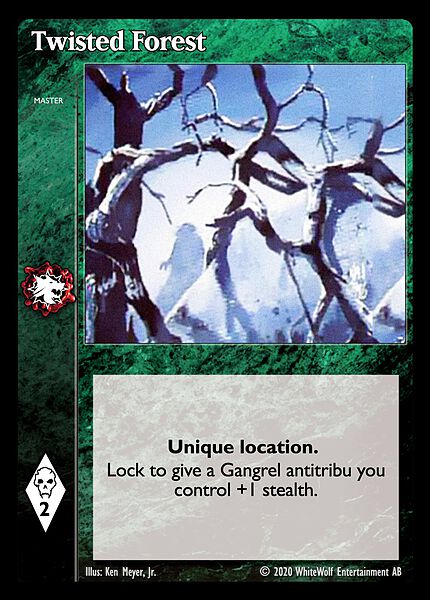 Twisted Forest
MASTER
Unique location.
Lock to give a Gangrel antitribu you
control +1 stealth.
2
Illus: Ken Meyer, Jr.
© 2020 WhiteWolf Entertainment AB